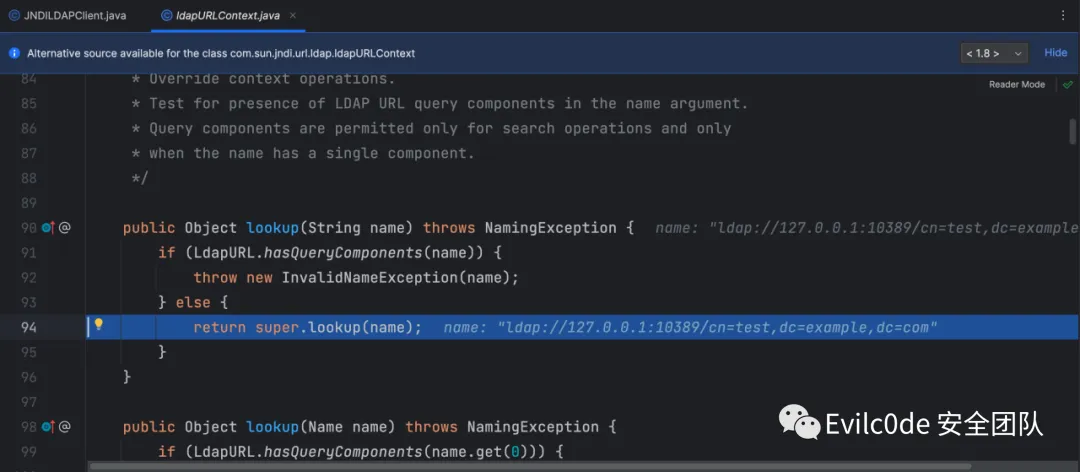 JNDILDAPClient.java ldapURLContext.java
Alternative source available for the class com.sun.jndi.url.ldap.ldapURLContext < 1.8 > Hide
Reader Mode
84 * Override context operations.
85 * Test for presence of LDAP URL query components in the name argument.
86 * Query components are permitted only for search operations and only
87 * when the name has a single component.
88 */
89
90 @ public Object lookup(String name) throws NamingException { name: "ldap://127.0.0.1:10389/cn=test,dc=example
91 if (LdapURL.hasQueryComponents(name)) {
92 throw new InvalidNameException(name);
93 } else {
94 return super.lookup(name); name: "ldap://127.0.0.1:10389/cn=test,dc=example,dc=com"
95 }
96 }
97
98 @ public Object lookup(Name name) throws NamingException {
99 if (LdapURL.hasQueryComponents(name.get(0))) {
Evilc0de 安全团队